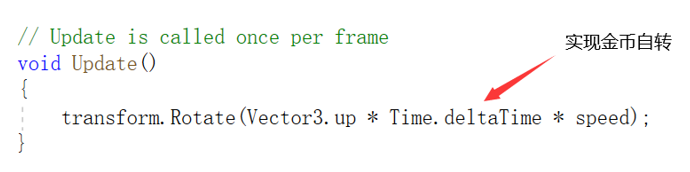 // Update is called once per frame
实现金币自转
void Update()
{
transform.Rotate(Vector3.up * Time.deltaTime * speed);
}